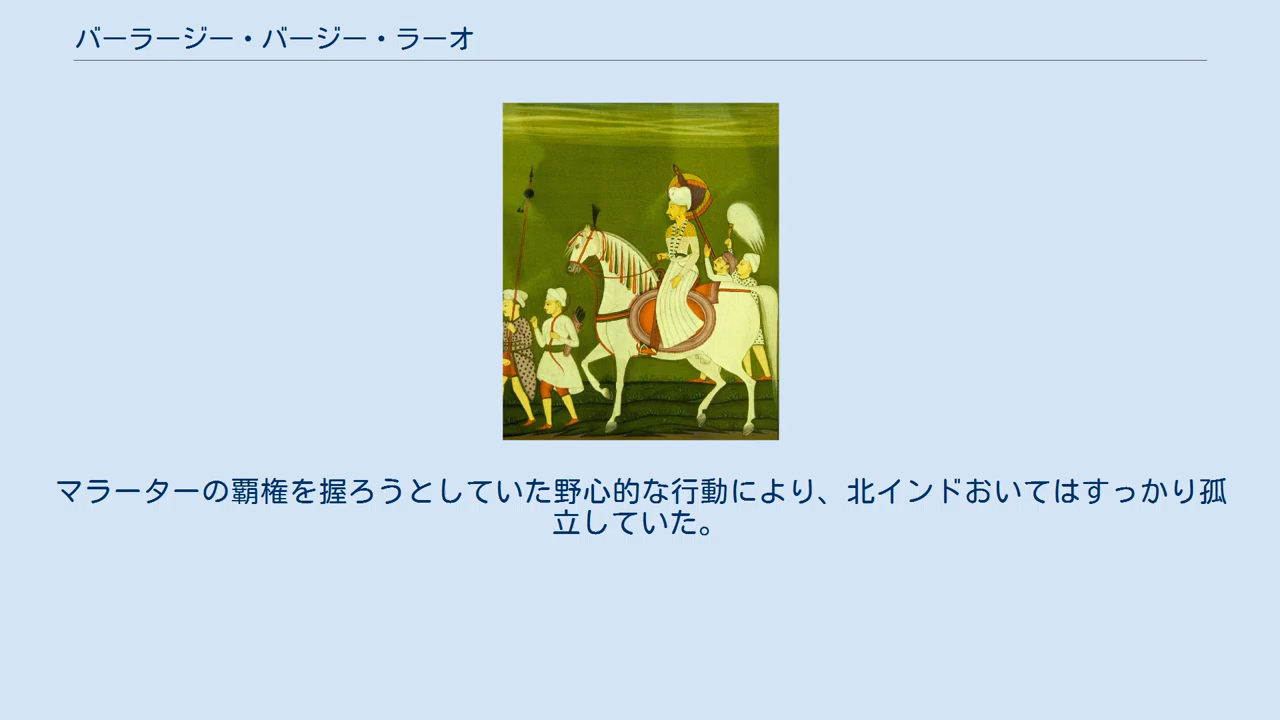 バーラージー・バージー・ラーオ
マラーターの覇権を握ろうとしていた野心的な行動により、北インドおいてはすっかり孤
立していた。